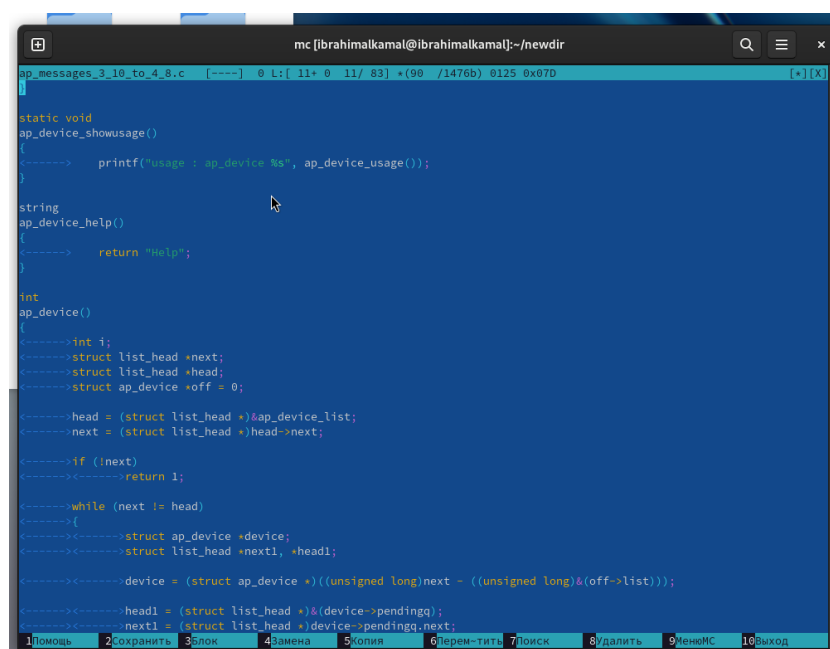 mc [ibrahimalkamal@ibrahimalkamal]:~/newdir
ap_messages_3_10_to_4_8.c [----] 0 L:[ 11+ 0 11/ 83] *(90 /1476b) 0125 0x07D [*][X]
}
static void
ap_device_showusage()
{
<------> printf("usage : ap_device %s", ap_device_usage());
}
string
ap_device_help()
{
<------> return "Help";
}
int
ap_device()
{
<------>int i;
<------>struct list_head *next;
<------>struct list_head *head;
<------>struct ap_device *off = 0;
<------>head = (struct list_head *)&ap_device_list;
<------>next = (struct list_head *)head->next;
<------>if (!next)
<------><------>return 1;
<------>while (next != head)
<------>{
<------><------>struct ap_device *device;
<------><------>struct list_head *next1, *head1;
<------><------>device = (struct ap_device *)((unsigned long)next - ((unsigned long)&(off->list)));
<------><------>head1 = (struct list_head *)&(device->pendingq);
<------><------>next1 = (struct list_head *)device->pendingq.next;
1Помощь 2Сохранить 3Блок 4Замена 5Копия 6Перем~тить 7Поиск 8Удалить 9МенюMC 10Выход